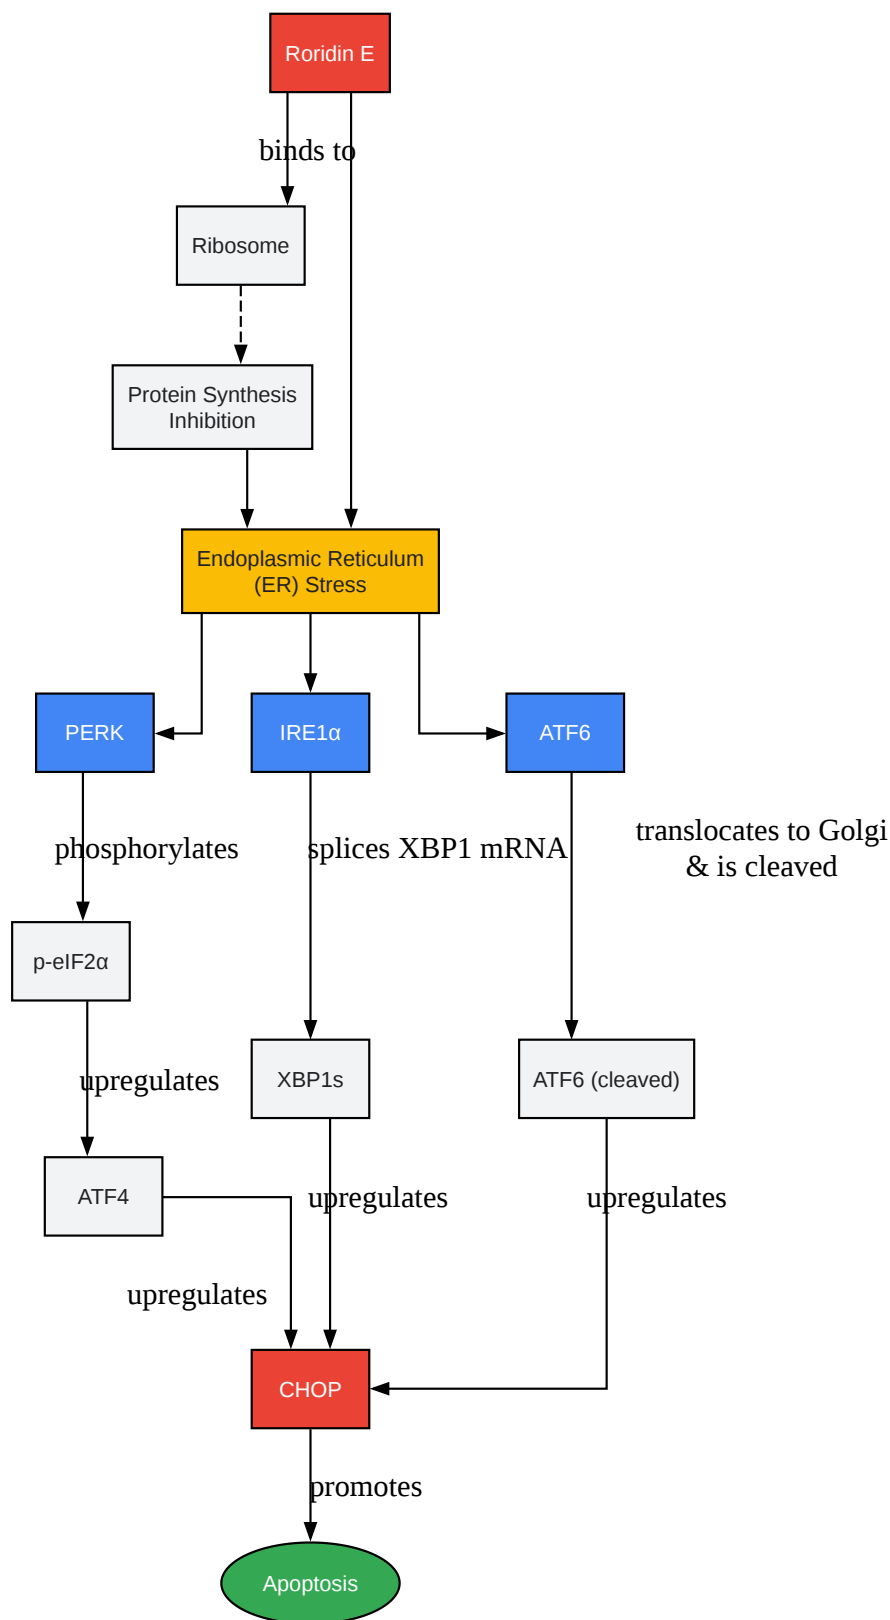 Roridin E
binds to
Ribosome
Protein Synthesis
Inhibition
Endoplasmic Reticulum
(ER) Stress
PERK
IRE1α
ATF6
phosphorylates
splices XBP1 mRNA
translocates to Golgi
& is cleaved
p-eIF2α
upregulates
XBP1s
ATF6 (cleaved)
ATF4
upregulates
upregulates
upregulates
CHOP
promotes
Apoptosis